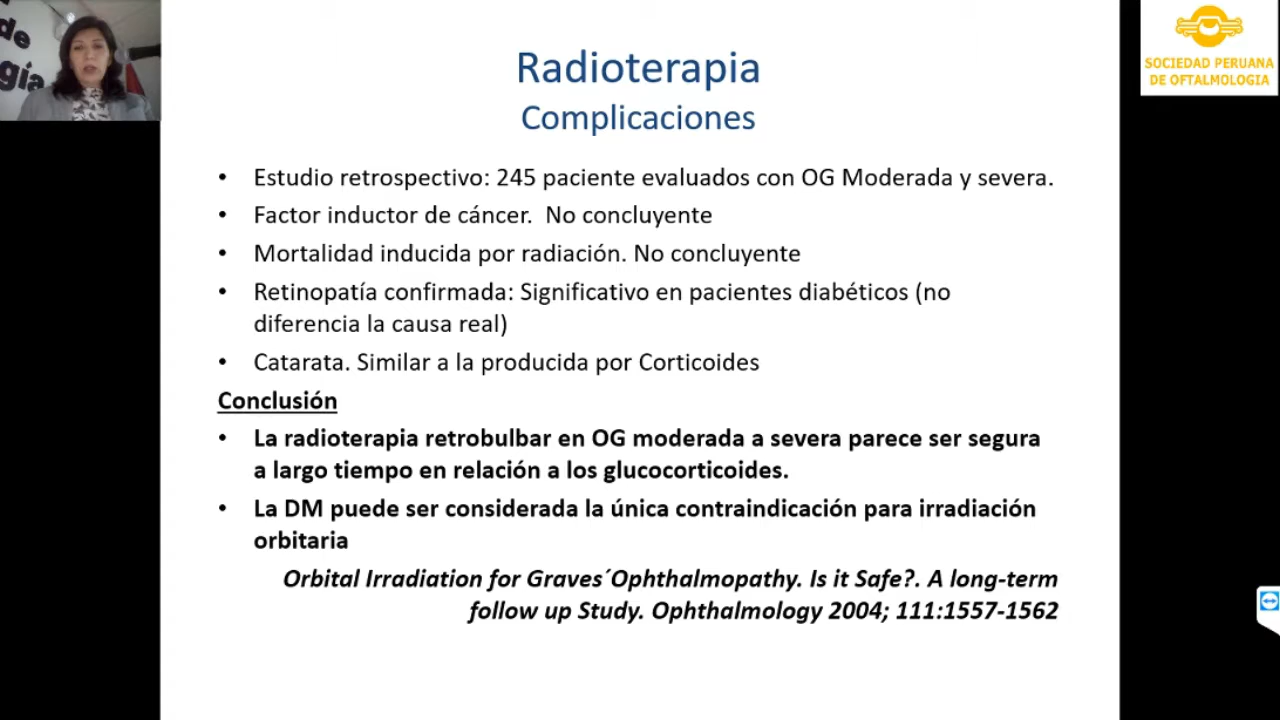 de
gía
SOCIEDAD PERUANA
DE OFTALMOLOGIA
Radioterapia
Complicaciones
• Estudio retrospectivo: 245 paciente evaluados con OG Moderada y severa.
• Factor inductor de cáncer.  No concluyente
• Mortalidad inducida por radiación. No concluyente
• Retinopatía confirmada: Significativo en pacientes diabéticos (no
diferencia la causa real)
• Catarata. Similar a la producida por Corticoides
Conclusión
• La radioterapia retrobulbar en OG moderada a severa parece ser segura
a largo tiempo en relación a los glucocorticoides.
• La DM puede ser considerada la única contraindicación para irradiación
orbitaria
Orbital Irradiation for Graves´Ophthalmopathy. Is it Safe?. A long-term
follow up Study. Ophthalmology 2004; 111:1557-1562